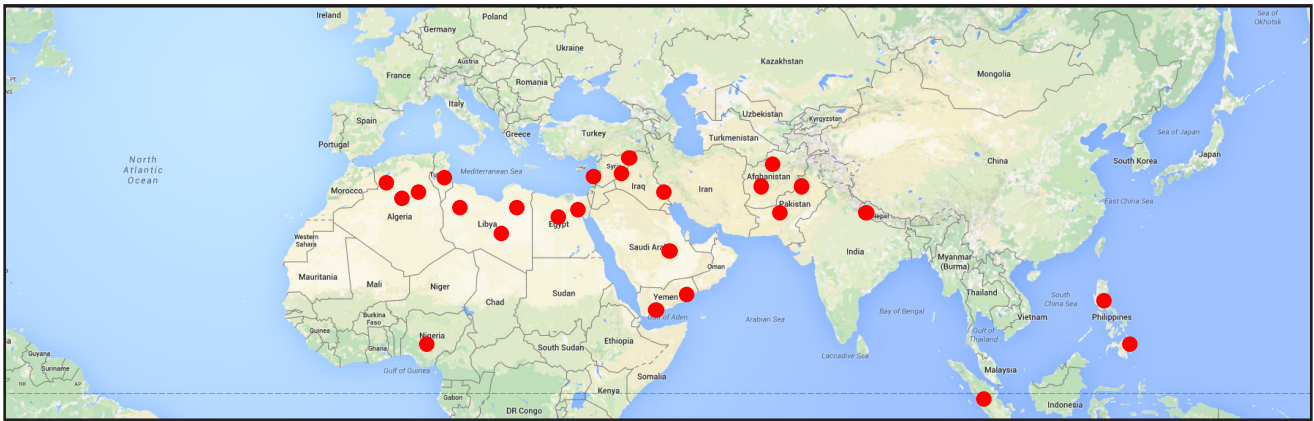 Sea of
Okhotsk
Ireland
Poland
Germany
Ukraine
Kazakhstan
Mongolia
Austria
France
Romania
Italy
Uzbekistan
Kyrgyzstan
Spain
Portugal
Greece
Turkey
Turkmenistan
Sea of Japan
North
Atlantic
Ocean
China
South Korea
Japan
Mediterranean Sea
Syria
Afghanistan
Morocco
Iraq
Iran
Pakistan
East China Sea
Algeria
Libya
Egypt
Nepal
Western
Sahara
Saudi Ara
India
Oman
Myanmar
(Burma)
Mauritania
Mali
Niger
Chad
Sudan
Yemen
Thailand
South
China Sea
Gulf of Aden
Arabian Sea
Bay of Bengal
Vietnam
Philippines
Burkina
Faso
Guinea
Ghana
Nigeria
South Sudan
Ethiopia
Gulf of
Thailand
Laccadive Sea
Guyana
Suriname
RR
AP
Gulf of Guinea
Somalia
Malaysia
Gabon
Kenya
DR Congo
Indonesia